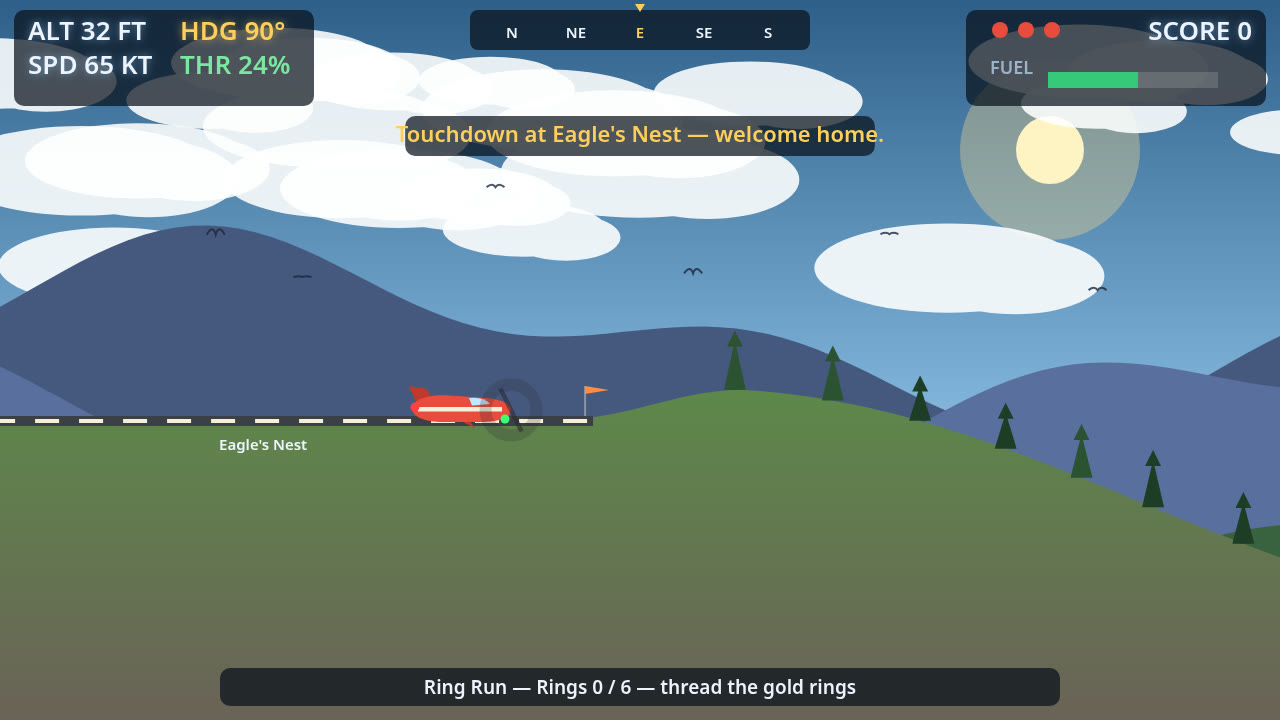 ALT 32 FT HDG 90°
SPD 65 KT THR 24%
N NE E SE S
SCORE 0
FUEL
Touchdown at Eagle's Nest — welcome home.
Eagle's Nest
Ring Run — Rings 0 / 6 — thread the gold rings